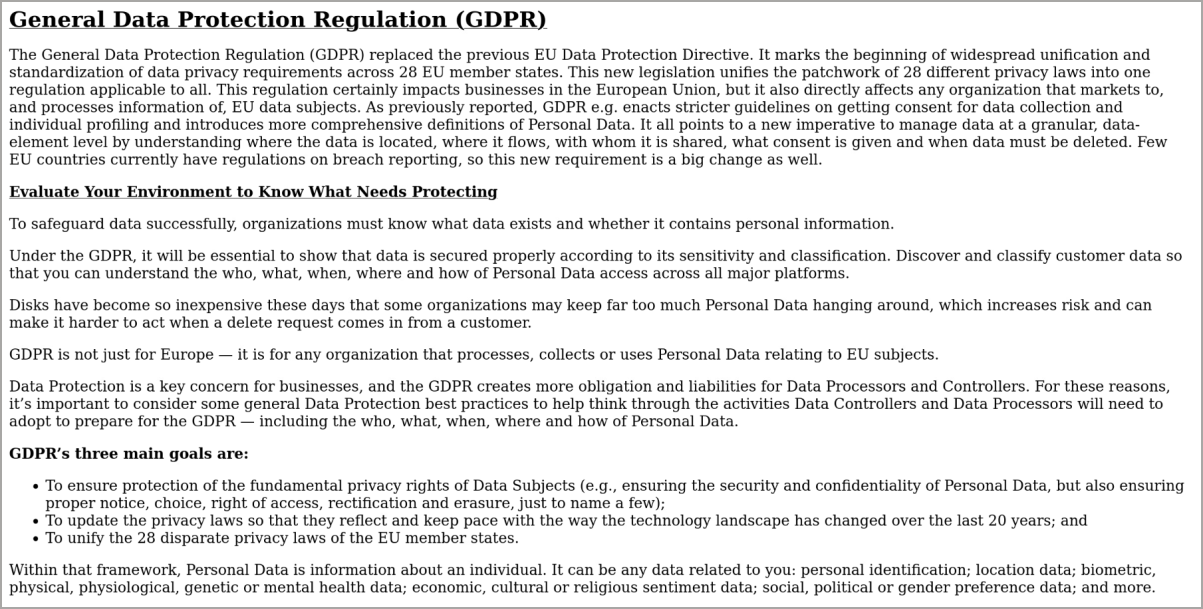 General Data Protection Regulation (GDPR)
The General Data Protection Regulation (GDPR) replaced the previous EU Data Protection Directive. It marks the beginning of widespread unification and
standardization of data privacy requirements across 28 EU member states. This new legislation unifies the patchwork of 28 different privacy laws into one
regulation applicable to all. This regulation certainly impacts businesses in the European Union, but it also directly affects any organization that markets to,
and processes information of, EU data subjects. As previously reported, GDPR e.g. enacts stricter guidelines on getting consent for data collection and
individual profiling and introduces more comprehensive definitions of Personal Data. It all points to a new imperative to manage data at a granular, data-
element level by understanding where the data is located, where it flows, with whom it is shared, what consent is given and when data must be deleted. Few
EU countries currently have regulations on breach reporting, so this new requirement is a big change as well.
Evaluate Your Environment to Know What Needs Protecting
To safeguard data successfully, organizations must know what data exists and whether it contains personal information.
Under the GDPR, it will be essential to show that data is secured properly according to its sensitivity and classification. Discover and classify customer data so
that you can understand the who, what, when, where and how of Personal Data access across all major platforms.
Disks have become so inexpensive these days that some organizations may keep far too much Personal Data hanging around, which increases risk and can
make it harder to act when a delete request comes in from a customer.
GDPR is not just for Europe — it is for any organization that processes, collects or uses Personal Data relating to EU subjects.
Data Protection is a key concern for businesses, and the GDPR creates more obligation and liabilities for Data Processors and Controllers. For these reasons,
it’s important to consider some general Data Protection best practices to help think through the activities Data Controllers and Data Processors will need to
adopt to prepare for the GDPR — including the who, what, when, where and how of Personal Data.
GDPR’s three main goals are:
• To ensure protection of the fundamental privacy rights of Data Subjects (e.g., ensuring the security and confidentiality of Personal Data, but also ensuring
proper notice, choice, right of access, rectification and erasure, just to name a few);
• To update the privacy laws so that they reflect and keep pace with the way the technology landscape has changed over the last 20 years; and
• To unify the 28 disparate privacy laws of the EU member states.
Within that framework, Personal Data is information about an individual. It can be any data related to you: personal identification; location data; biometric,
physical, physiological, genetic or mental health data; economic, cultural or religious sentiment data; social, political or gender preference data; and more.